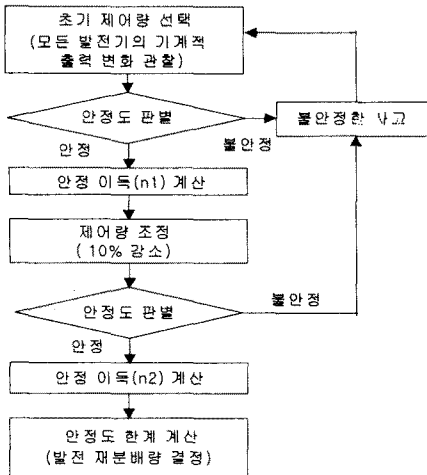 초기 제어량 선택
(모든 발전기의 기계적
출력 변화 관찰)
안정도 판별
불안정한 사고
안정
불안정
안정 이득(n1) 계산
제어량 조정
( 10% 감소)
안정도 판별
불안정
안정
안정 이득(n2) 계산
안정도 한계 계산
(발전 재분배량 결정)